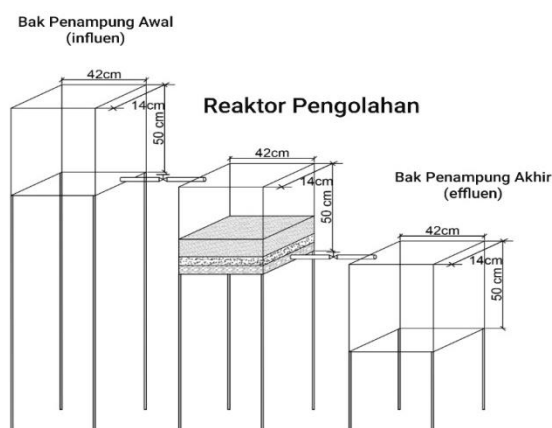 Bak Penampung Awal
(influen)
42cm
14cm
50 cm
Reaktor Pengolahan
42cm
14cm
50 cm
Bak Penampung Akhir
(effluen)
42cm
14cm
50 cm